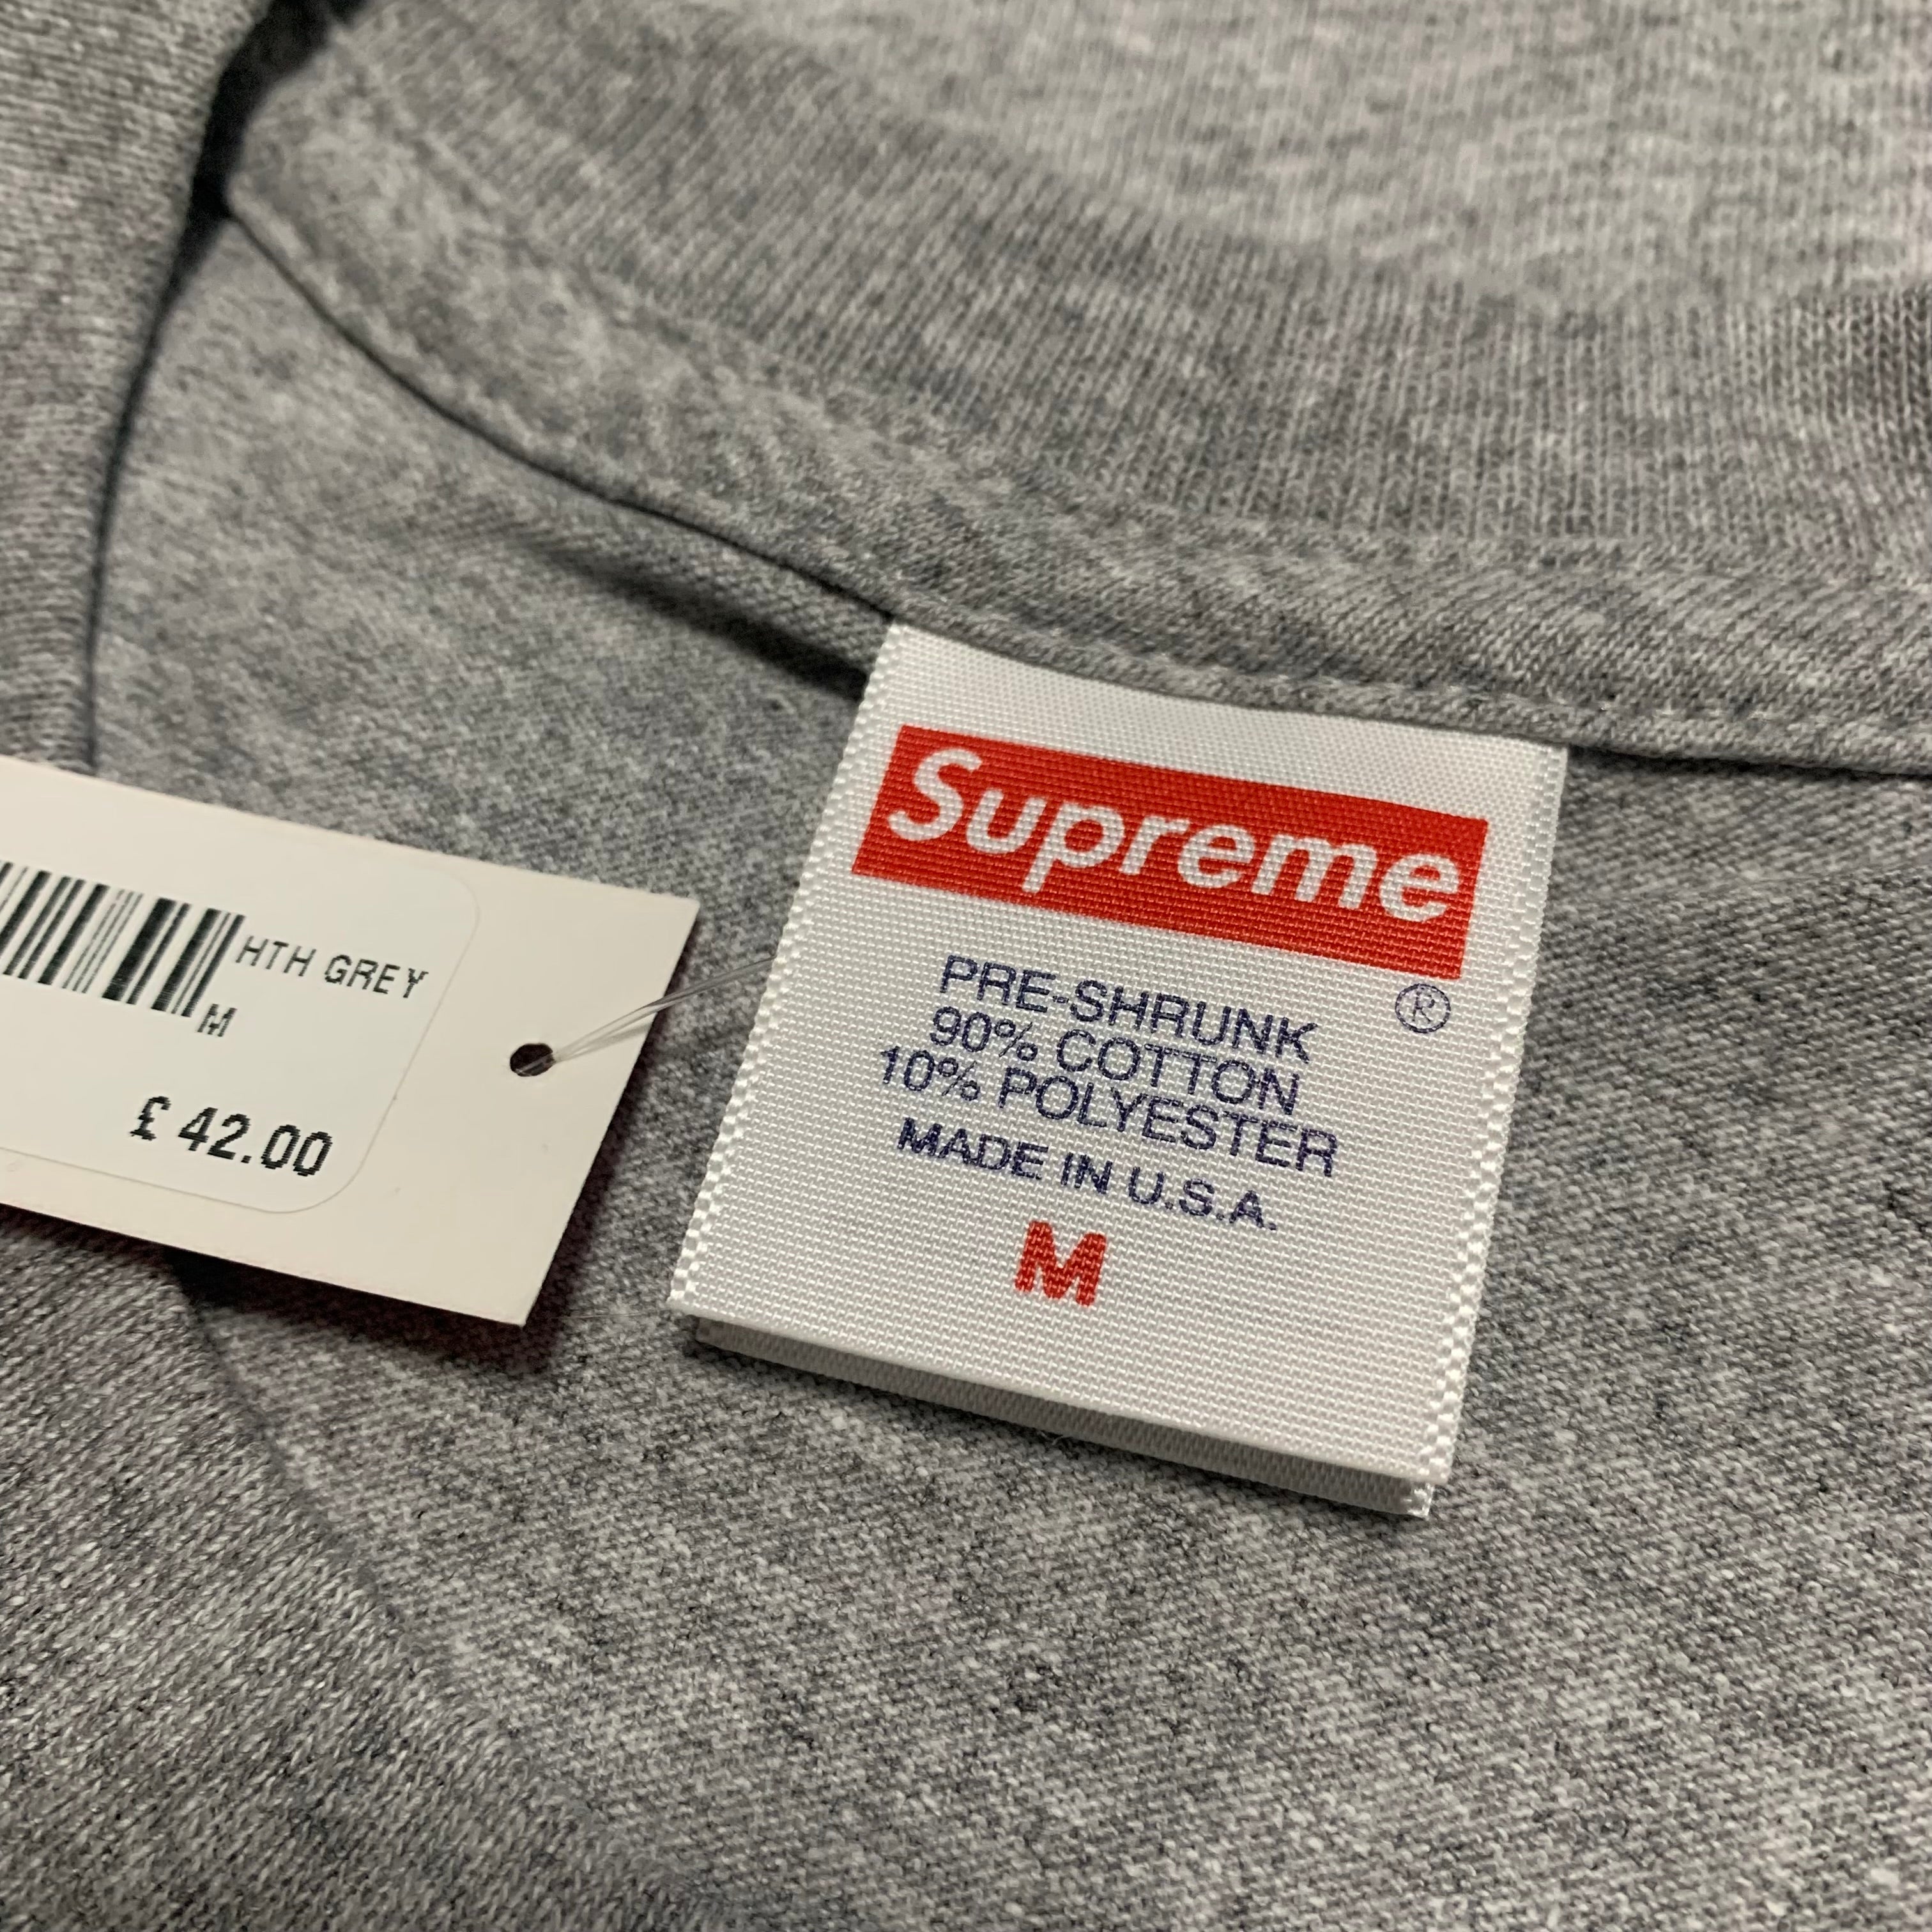 HTH GREY
M
£ 42.00
Supreme
®
PRE-SHRUNK
90% COTTON
10% POLYESTER
MADE IN U.S.A.
M